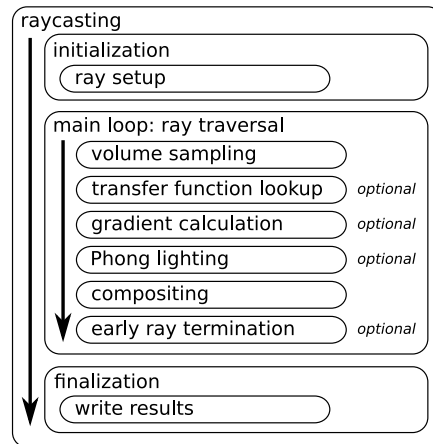 raycasting
initialization
ray setup
main loop: ray traversal
volume sampling
transfer function lookup optional
gradient calculation optional
Phong lighting optional
compositing
early ray termination optional
finalization
write results